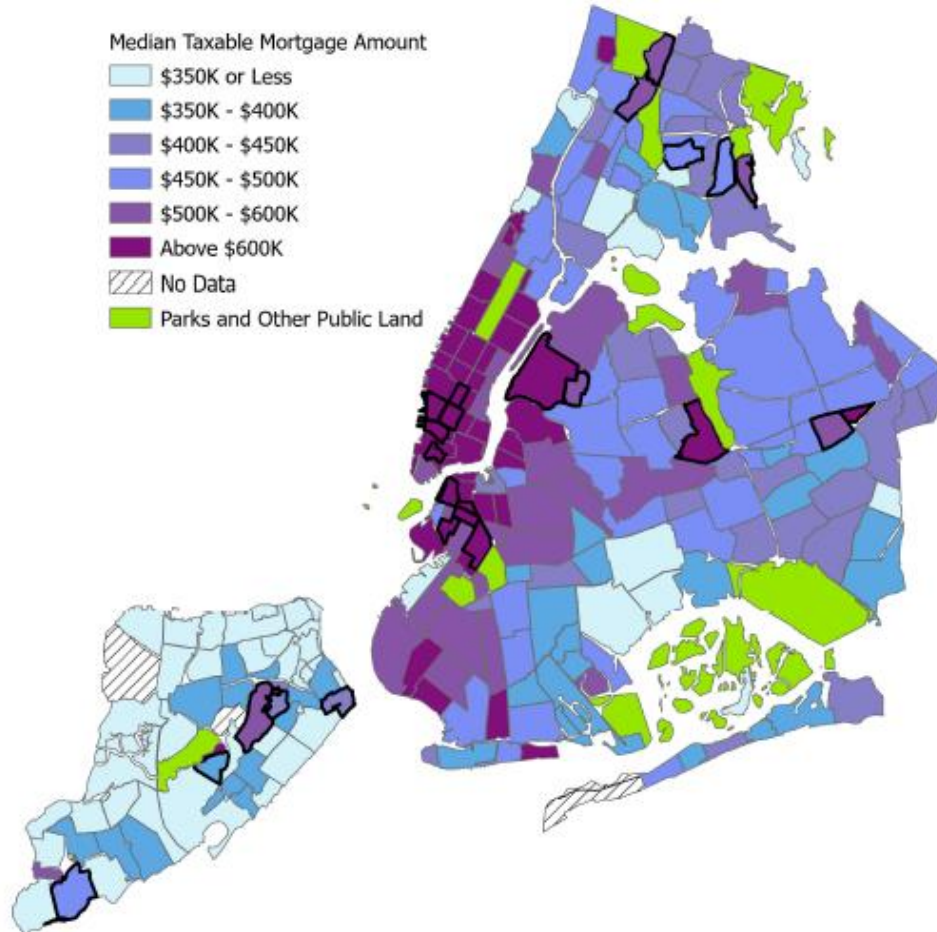 Median Taxable Mortgage Amount
$350K or Less
$350K - $400K
$400K - $450K
$450K - $500K
$500K - $600K
Above $600K
No Data
Parks and Other Public Land